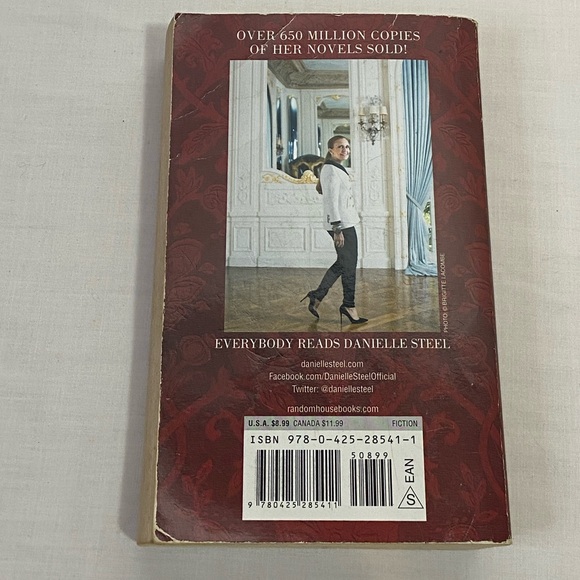 OVER 650 MILLION COPIES
OF HER NOVELS SOLD!
PHOTO: © BRIGITTE LACOMBE
EVERYBODY READS DANIELLE STEEL
daniellesteel.com
Facebook.com/DanielleSteelOfficial
Twitter: @daniellesteel
randomhousebooks.com
U.S.A. $8.99 CANADA $11.99 FICTION
ISBN 978-0-425-28541-1
50899
EAN
S
9 780425 285411